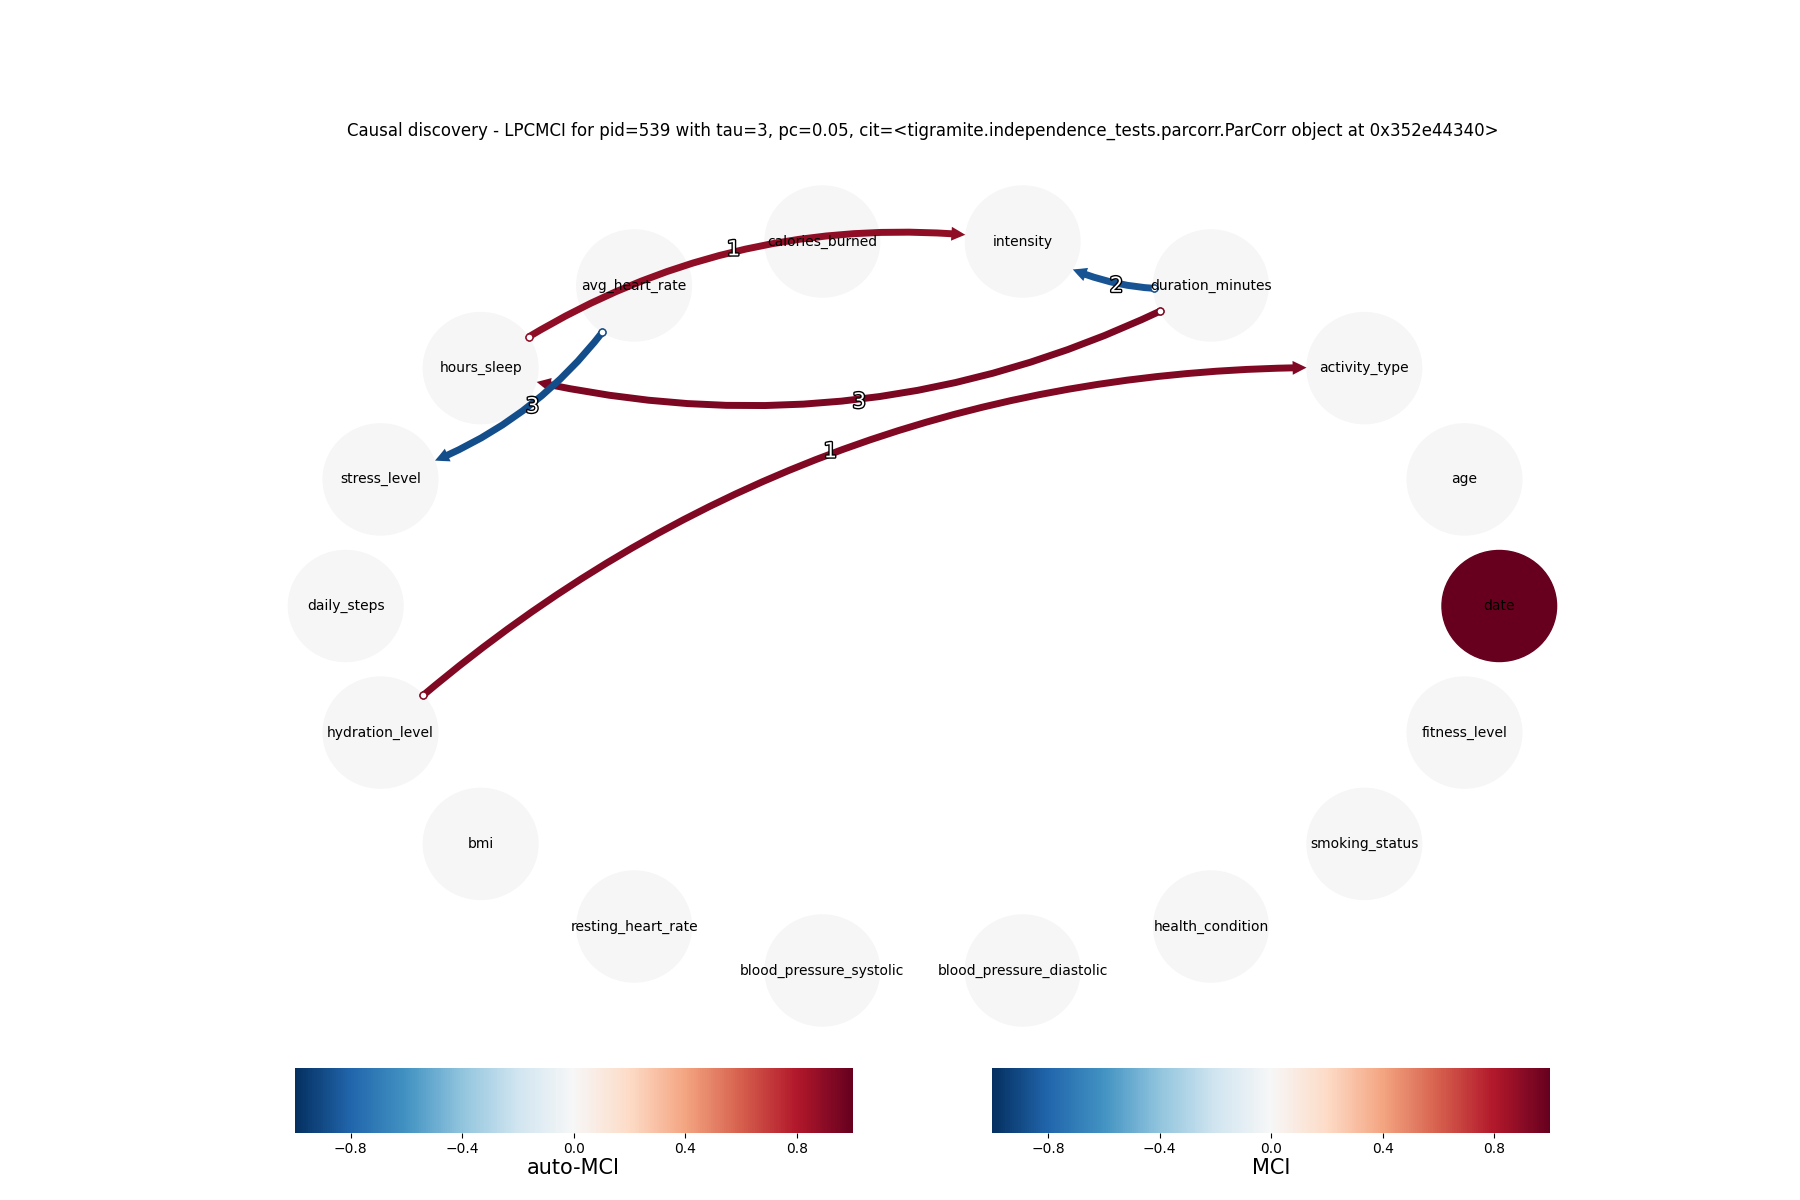 Causal discovery - LPCMCI for pid=539 with tau=3, pc=0.05, cit=<tigramite.independence_tests.parcorr.ParCorr object at 0x352e44340>
calories_burned
intensity
1
avg_heart_rate
2
duration_minutes
hours_sleep
activity_type
3
3
1
stress_level
age
daily_steps
date
hydration_level
fitness_level
bmi
smoking_status
resting_heart_rate
health_condition
blood_pressure_systolic
blood_pressure_diastolic
−0.8 −0.4 0.0 0.4 0.8
auto-MCI
−0.8 −0.4 0.0 0.4 0.8
MCI